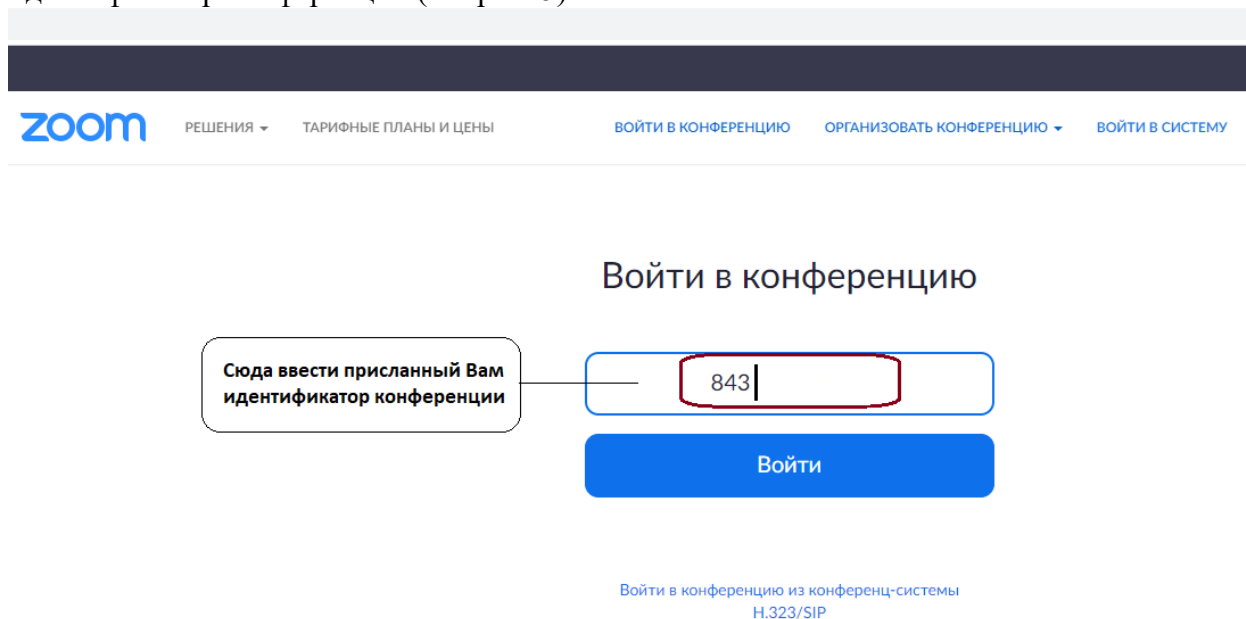 zoom РЕШЕНИЯ ТАРИФНЫЕ ПЛАНЫ И ЦЕНЫ ВОЙТИ В КОНФЕРЕНЦИЮ ОРГАНИЗОВАТЬ КОНФЕРЕНЦИЮ ВОЙТИ В СИСТЕМУ
Войти в конференцию
Сюда ввести присланный Вам
идентификатор конференции
843
Войти
Войти в конференцию из конференц-системы
H.323/SIP